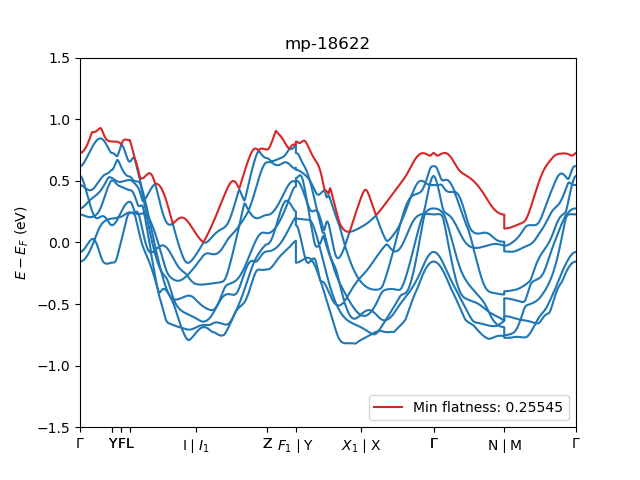 mp-18622
1.5
1.0
0.5
0.0
−0.5
−1.0
−1.5
E − E_F (eV)
Γ Y F L I | I₁ Z F₁ | Y X₁ | X Γ N | M Γ
Min flatness: 0.25545